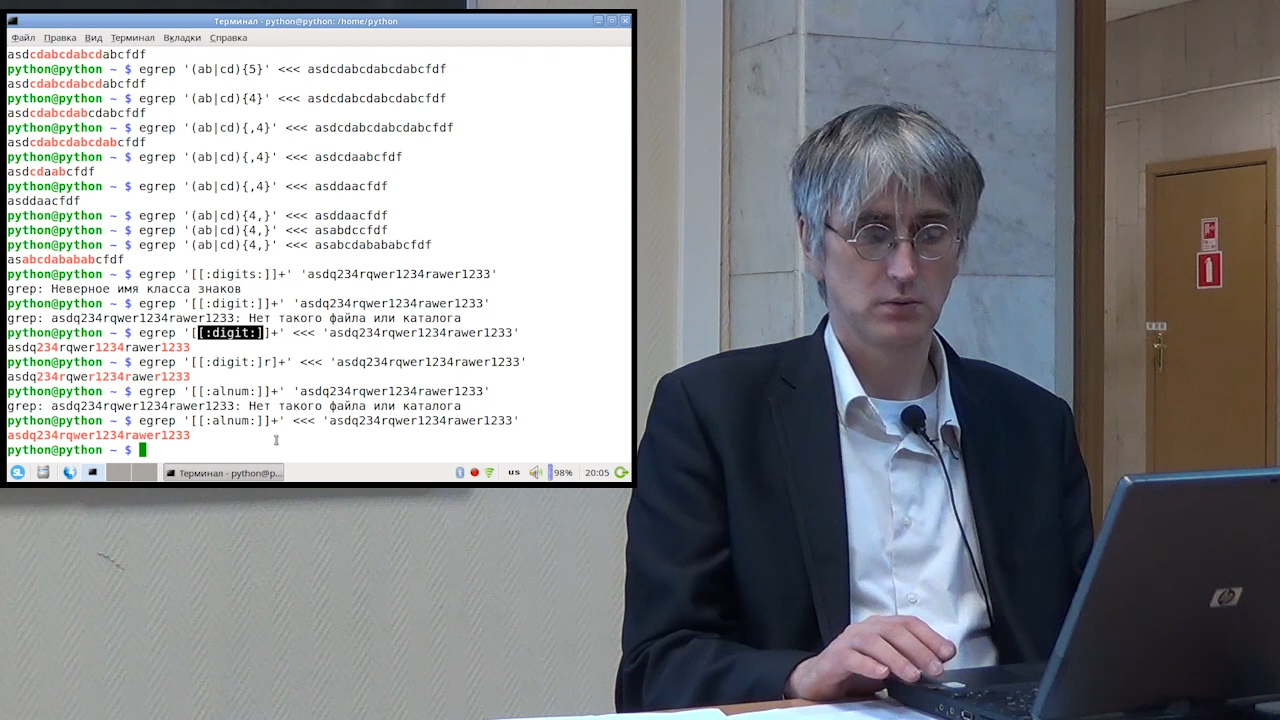 Терминал - python@python: /home/python
Файл Правка Вид Терминал Вкладки Справка
asdcdabcdabcdabcfdf
python@python ~ $ egrep '(ab|cd){5}' <<< asdcdabcdabcdabcfdf
asdcdabcdabcdabcfdf
python@python ~ $ egrep '(ab|cd){4}' <<< asdcdabcdabcdabcfdf
asdcdabcdabcdabcfdf
python@python ~ $ egrep '(ab|cd){,4}' <<< asdcdabcdabcdabcfdf
asdcdabcdabcdabcfdf
python@python ~ $ egrep '(ab|cd){,4}' <<< asdcdaabcfdf
asdcdaabcfdf
python@python ~ $ egrep '(ab|cd){,4}' <<< asddaacfdf
asddaacfdf
python@python ~ $ egrep '(ab|cd){4,}' <<< asddaacfdf
python@python ~ $ egrep '(ab|cd){4,}' <<< asabdccfdf
python@python ~ $ egrep '(ab|cd){4,}' <<< asabcdabababcfdf
asabcdabababcfdf
python@python ~ $ egrep '[[:digits:]]+' 'asdq234rqwer1234rawer1233'
grep: Неверное имя класса знаков
python@python ~ $ egrep '[[:digit:]]+' 'asdq234rqwer1234rawer1233'
grep: asdq234rqwer1234rawer1233: Нет такого файла или каталога
python@python ~ $ egrep '[[:digit:]]+' <<< 'asdq234rqwer1234rawer1233'
asdq234rqwer1234rawer1233
python@python ~ $ egrep '[[:digit:]r]+' <<< 'asdq234rqwer1234rawer1233'
asdq234rqwer1234rawer1233
python@python ~ $ egrep '[[:alnum:]]+' 'asdq234rqwer1234rawer1233'
grep: asdq234rqwer1234rawer1233: Нет такого файла или каталога
python@python ~ $ egrep '[[:alnum:]]+' <<< 'asdq234rqwer1234rawer1233'
asdq234rqwer1234rawer1233
python@python ~ $
SL Терминал - python@p... us 98% 20:05
hp